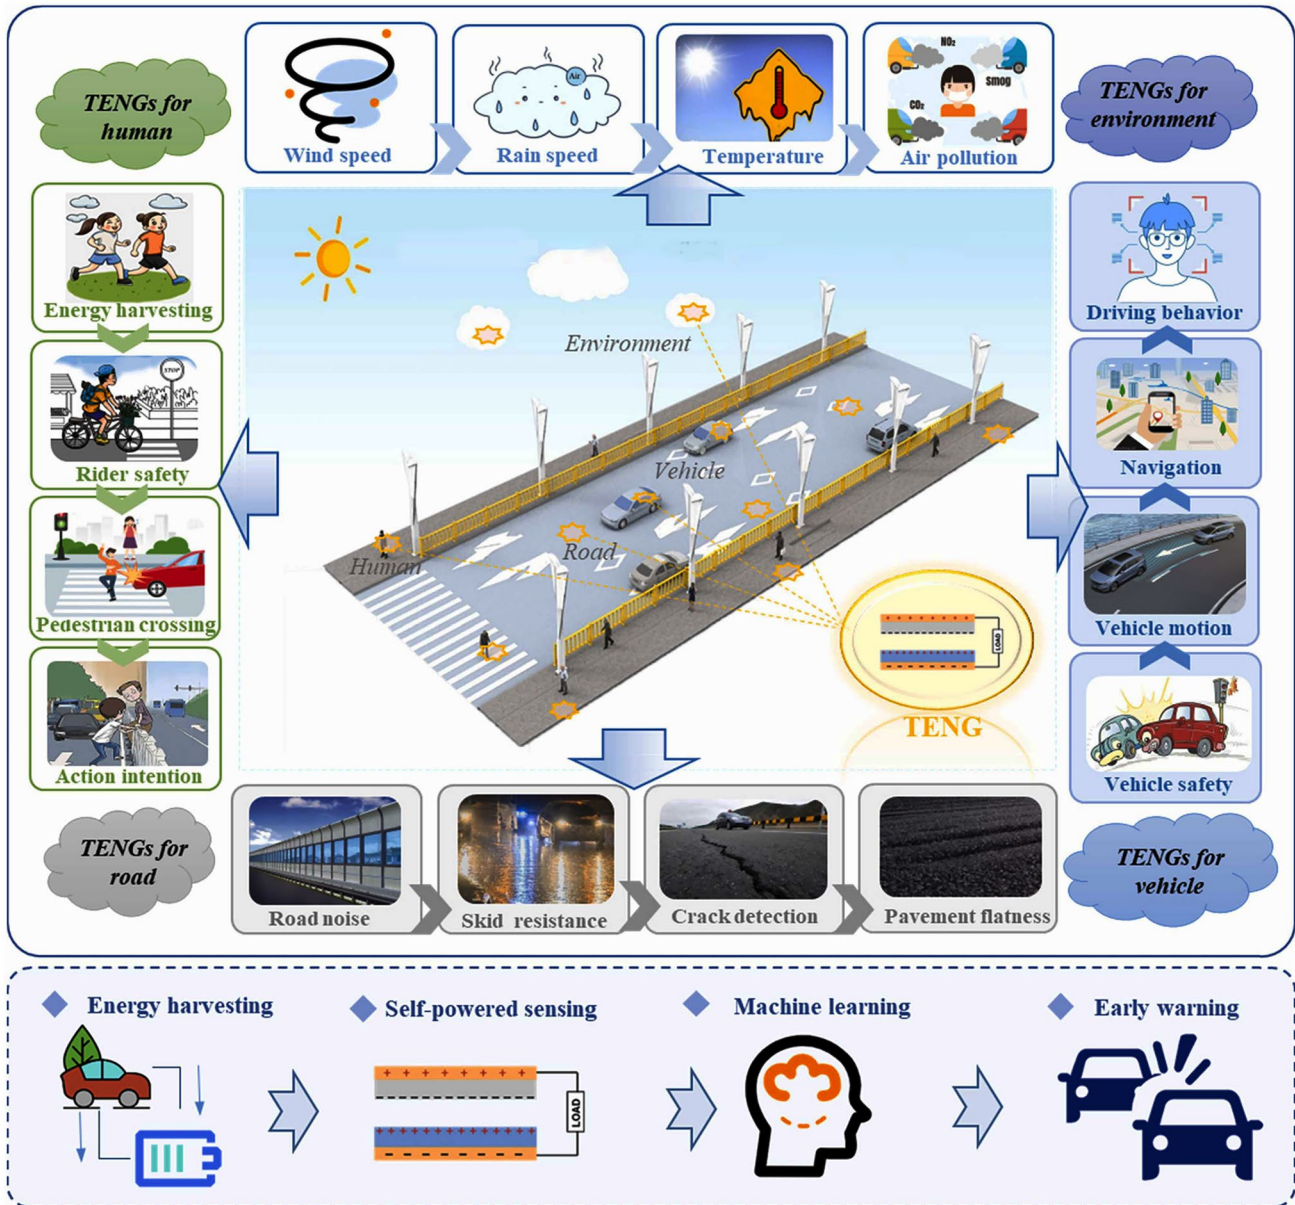 TENGs for
human
Wind speed
Air
Rain speed
Temperature
NO₂
smog
CO₂
Air pollution
TENGs for
environment
Energy harvesting
STOP
Rider safety
Pedestrian crossing
Action intention
Environment
Vehicle
Road
Human
LOAD
TENG
Driving behavior
Navigation
Vehicle motion
Vehicle safety
TENGs for
road
Road noise
Skid resistance
Crack detection
Pavement flatness
TENGs for
vehicle
Energy harvesting
Self-powered sensing
Machine learning
Early warning
+ + + + + + + +
LOAD